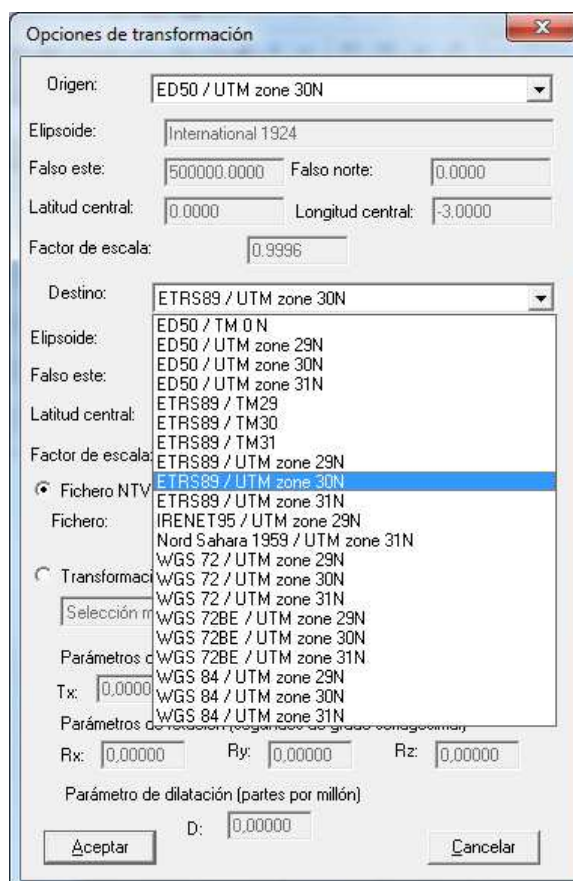 Opciones de transformación
Origen: ED50 / UTM zone 30N
Elipsoide: International 1924
Falso este: 500000.0000 Falso norte: 0.0000
Latitud central: 0.0000 Longitud central: -3.0000
Factor de escala: 0.9996
Destino: ETRS89 / UTM zone 30N
Elipsoide:
Falso este:
Latitud central:
Factor de escala:
ED50 / TM 0 N
ED50 / UTM zone 29N
ED50 / UTM zone 30N
ED50 / UTM zone 31N
ETRS89 / TM29
ETRS89 / TM30
ETRS89 / TM31
ETRS89 / UTM zone 29N
ETRS89 / UTM zone 30N
ETRS89 / UTM zone 31N
IRENET95 / UTM zone 29N
Nord Sahara 1959 / UTM zone 31N
WGS 72 / UTM zone 29N
WGS 72 / UTM zone 30N
WGS 72 / UTM zone 31N
WGS 72BE / UTM zone 29N
WGS 72BE / UTM zone 30N
WGS 72BE / UTM zone 31N
WGS 84 / UTM zone 29N
WGS 84 / UTM zone 30N
WGS 84 / UTM zone 31N
Fichero NTV
Fichero:
Transformaci
Selección m
Parámetros d
Tx: 0,0000
Parámetros de rotación (segundos de grado sexagesimal)
Rx: 0,00000 Ry: 0,00000 Rz: 0,00000
Parámetro de dilatación (partes por millón)
D: 0,00000
Aceptar Cancelar